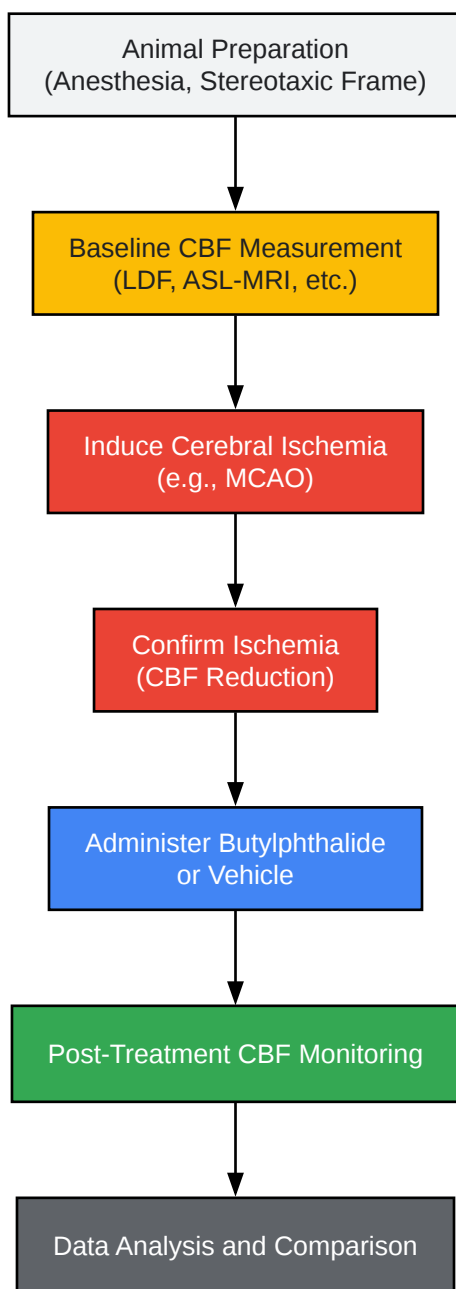 Animal Preparation
(Anesthesia, Stereotaxic Frame)
Baseline CBF Measurement
(LDF, ASL-MRI, etc.)
Induce Cerebral Ischemia
(e.g., MCAO)
Confirm Ischemia
(CBF Reduction)
Administer Butylphthalide
or Vehicle
Post-Treatment CBF Monitoring
Data Analysis and Comparison